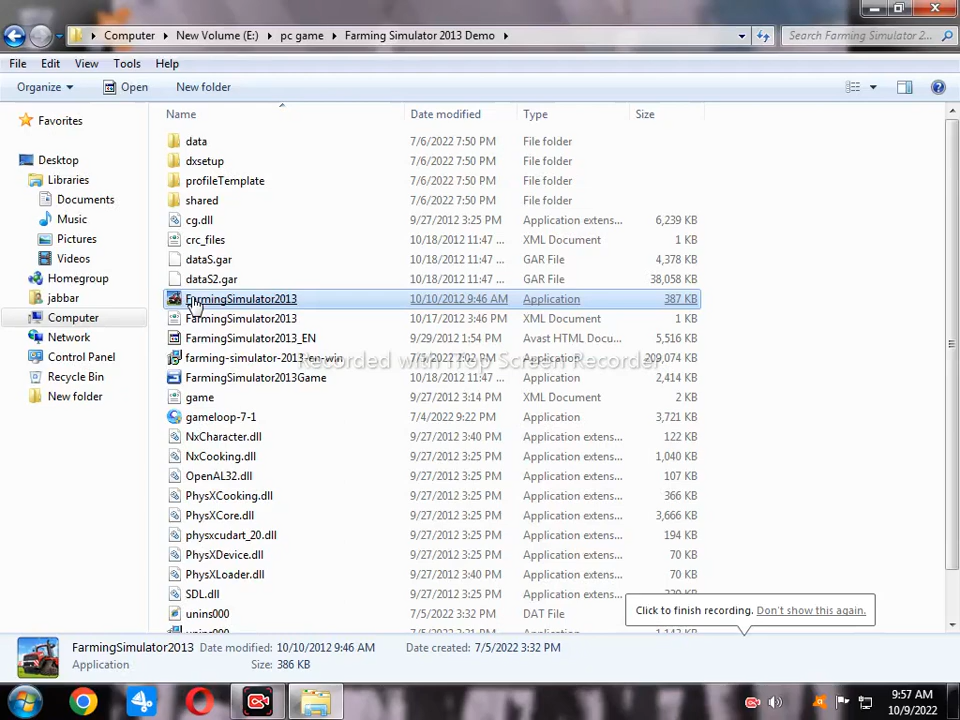 Computer New Volume (E:) pc game Farming Simulator 2013 Demo Search Farming Simulator 2...
File Edit View Tools Help
Organize Open New folder
Name Date modified Type Size
Favorites
Desktop
Libraries
Documents
Music
Pictures
Videos
Homegroup
jabbar
Computer
Network
Control Panel
Recycle Bin
New folder
data 7/6/2022 7:50 PM File folder
dxsetup 7/6/2022 7:50 PM File folder
profileTemplate 7/6/2022 7:50 PM File folder
shared 7/6/2022 7:50 PM File folder
cg.dll 9/27/2012 3:25 PM Application extens... 6,239 KB
crc_files 10/18/2012 11:47 ... XML Document 1 KB
dataS.gar 10/18/2012 11:47 ... GAR File 4,378 KB
dataS2.gar 10/18/2012 11:47 ... GAR File 38,058 KB
FarmingSimulator2013 10/10/2012 9:46 AM Application 387 KB
FarmingSimulator2013 10/17/2012 3:46 PM XML Document 1 KB
FarmingSimulator2013_EN 9/29/2012 1:54 PM Avast HTML Docu... 5,516 KB
farming-simulator-2013-en-win 7/5/2022 2:02 PM Application 209,074 KB
Recorded with iTop Screen Recorder
FarmingSimulator2013Game 10/18/2012 11:47 ... Application 2,414 KB
game 9/27/2012 3:14 PM XML Document 2 KB
gameloop-7-1 7/4/2022 9:22 PM Application 3,721 KB
NxCharacter.dll 9/27/2012 3:40 PM Application extens... 122 KB
NxCooking.dll 9/27/2012 3:25 PM Application extens... 1,040 KB
OpenAL32.dll 9/27/2012 3:25 PM Application extens... 107 KB
PhysXCooking.dll 9/27/2012 3:25 PM Application extens... 366 KB
PhysXCore.dll 9/27/2012 3:25 PM Application extens... 3,666 KB
physxcudart_20.dll 9/27/2012 3:25 PM Application extens... 194 KB
PhysXDevice.dll 9/27/2012 3:25 PM Application extens... 70 KB
PhysXLoader.dll 9/27/2012 3:25 PM Application extens... 70 KB
SDL.dll 9/27/2012 3:25 PM Application extens...
unins000 7/5/2022 3:32 PM DAT File
Click to finish recording. Don't show this again.
FarmingSimulator2013 Date modified: 10/10/2012 9:46 AM Date created: 7/5/2022 3:32 PM
Application Size: 386 KB
9:57 AM
10/9/2022